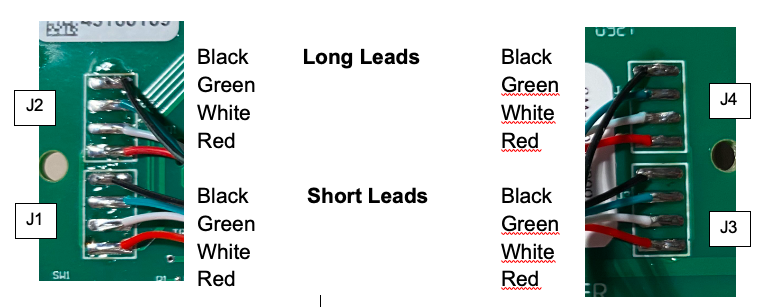 Black Long Leads Black
J2 Green Green J4
White White
Red Red
Black Short Leads Black
J1 Green Green J3
White White
Red Red
SW1